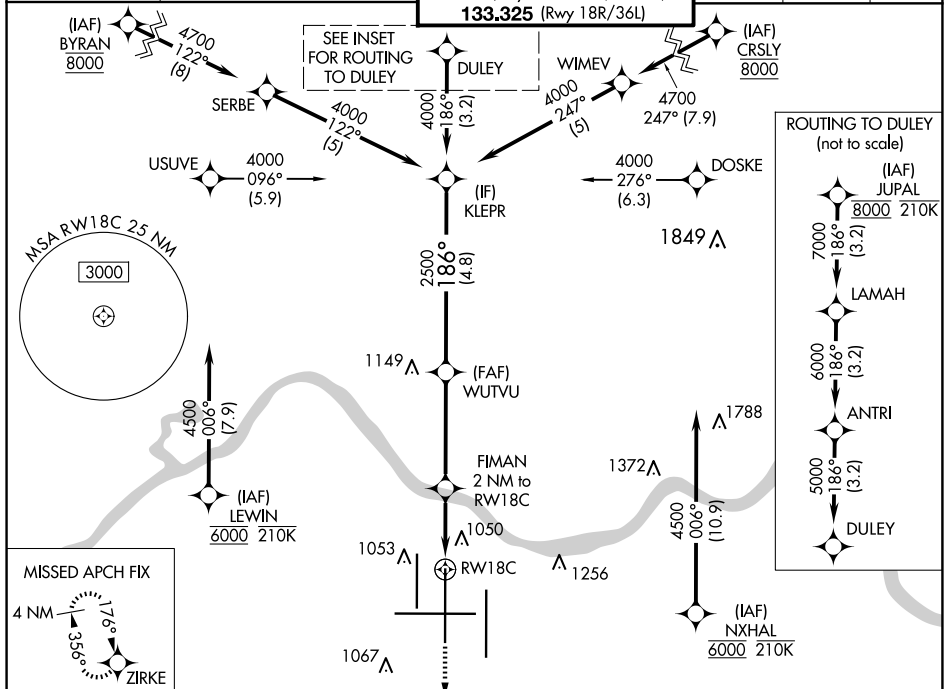 133.325 (Rwy 18R/36L)
(IAF)
BYRAN
8000
4700
122°
(8)
SERBE
4000
122°
(5)
SEE INSET
FOR ROUTING
TO DULEY
DULEY
4000
186°
(3.2)
WIMEV
4000
247°
(5)
(IAF)
CRSLY
8000
4700
247° (7.9)
USUVE
4000
096°
(5.9)
(IF)
KLEPR
4000
276°
(6.3)
DOSKE
1849
ROUTING TO DULEY
(not to scale)
(IAF)
JUPAL
8000 210K
7000
186°
(3.2)
LAMAH
6000
186°
(3.2)
ANTRI
5000
186°
(3.2)
DULEY
MSA RW18C 25 NM
3000
2500
186°
(4.8)
1149
(FAF)
WUTVU
4500
006°
(7.9)
(IAF)
LEWIN
6000 210K
FIMAN
2 NM to
RW18C
1050
1053
RW18C
1256
1372
1788
4500
006°
(10.9)
(IAF)
NXHAL
6000 210K
1067
MISSED APCH FIX
4 NM
176°
356°
ZIRKE